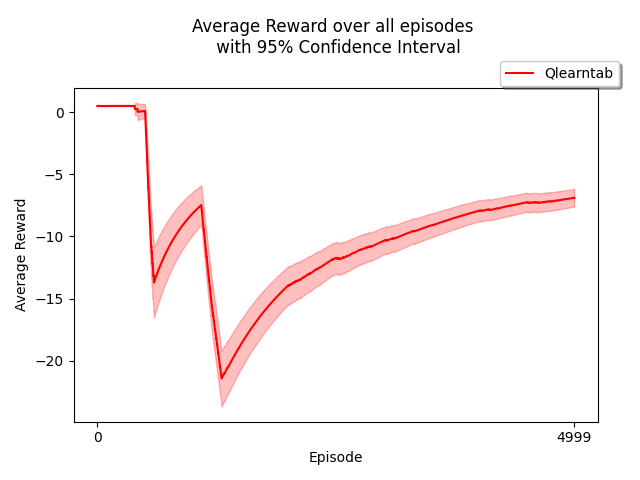 Average Reward over all episodes
with 95% Confidence Interval
Qlearntab
0
−5
−10
−15
−20
Average Reward
0
4999
Episode